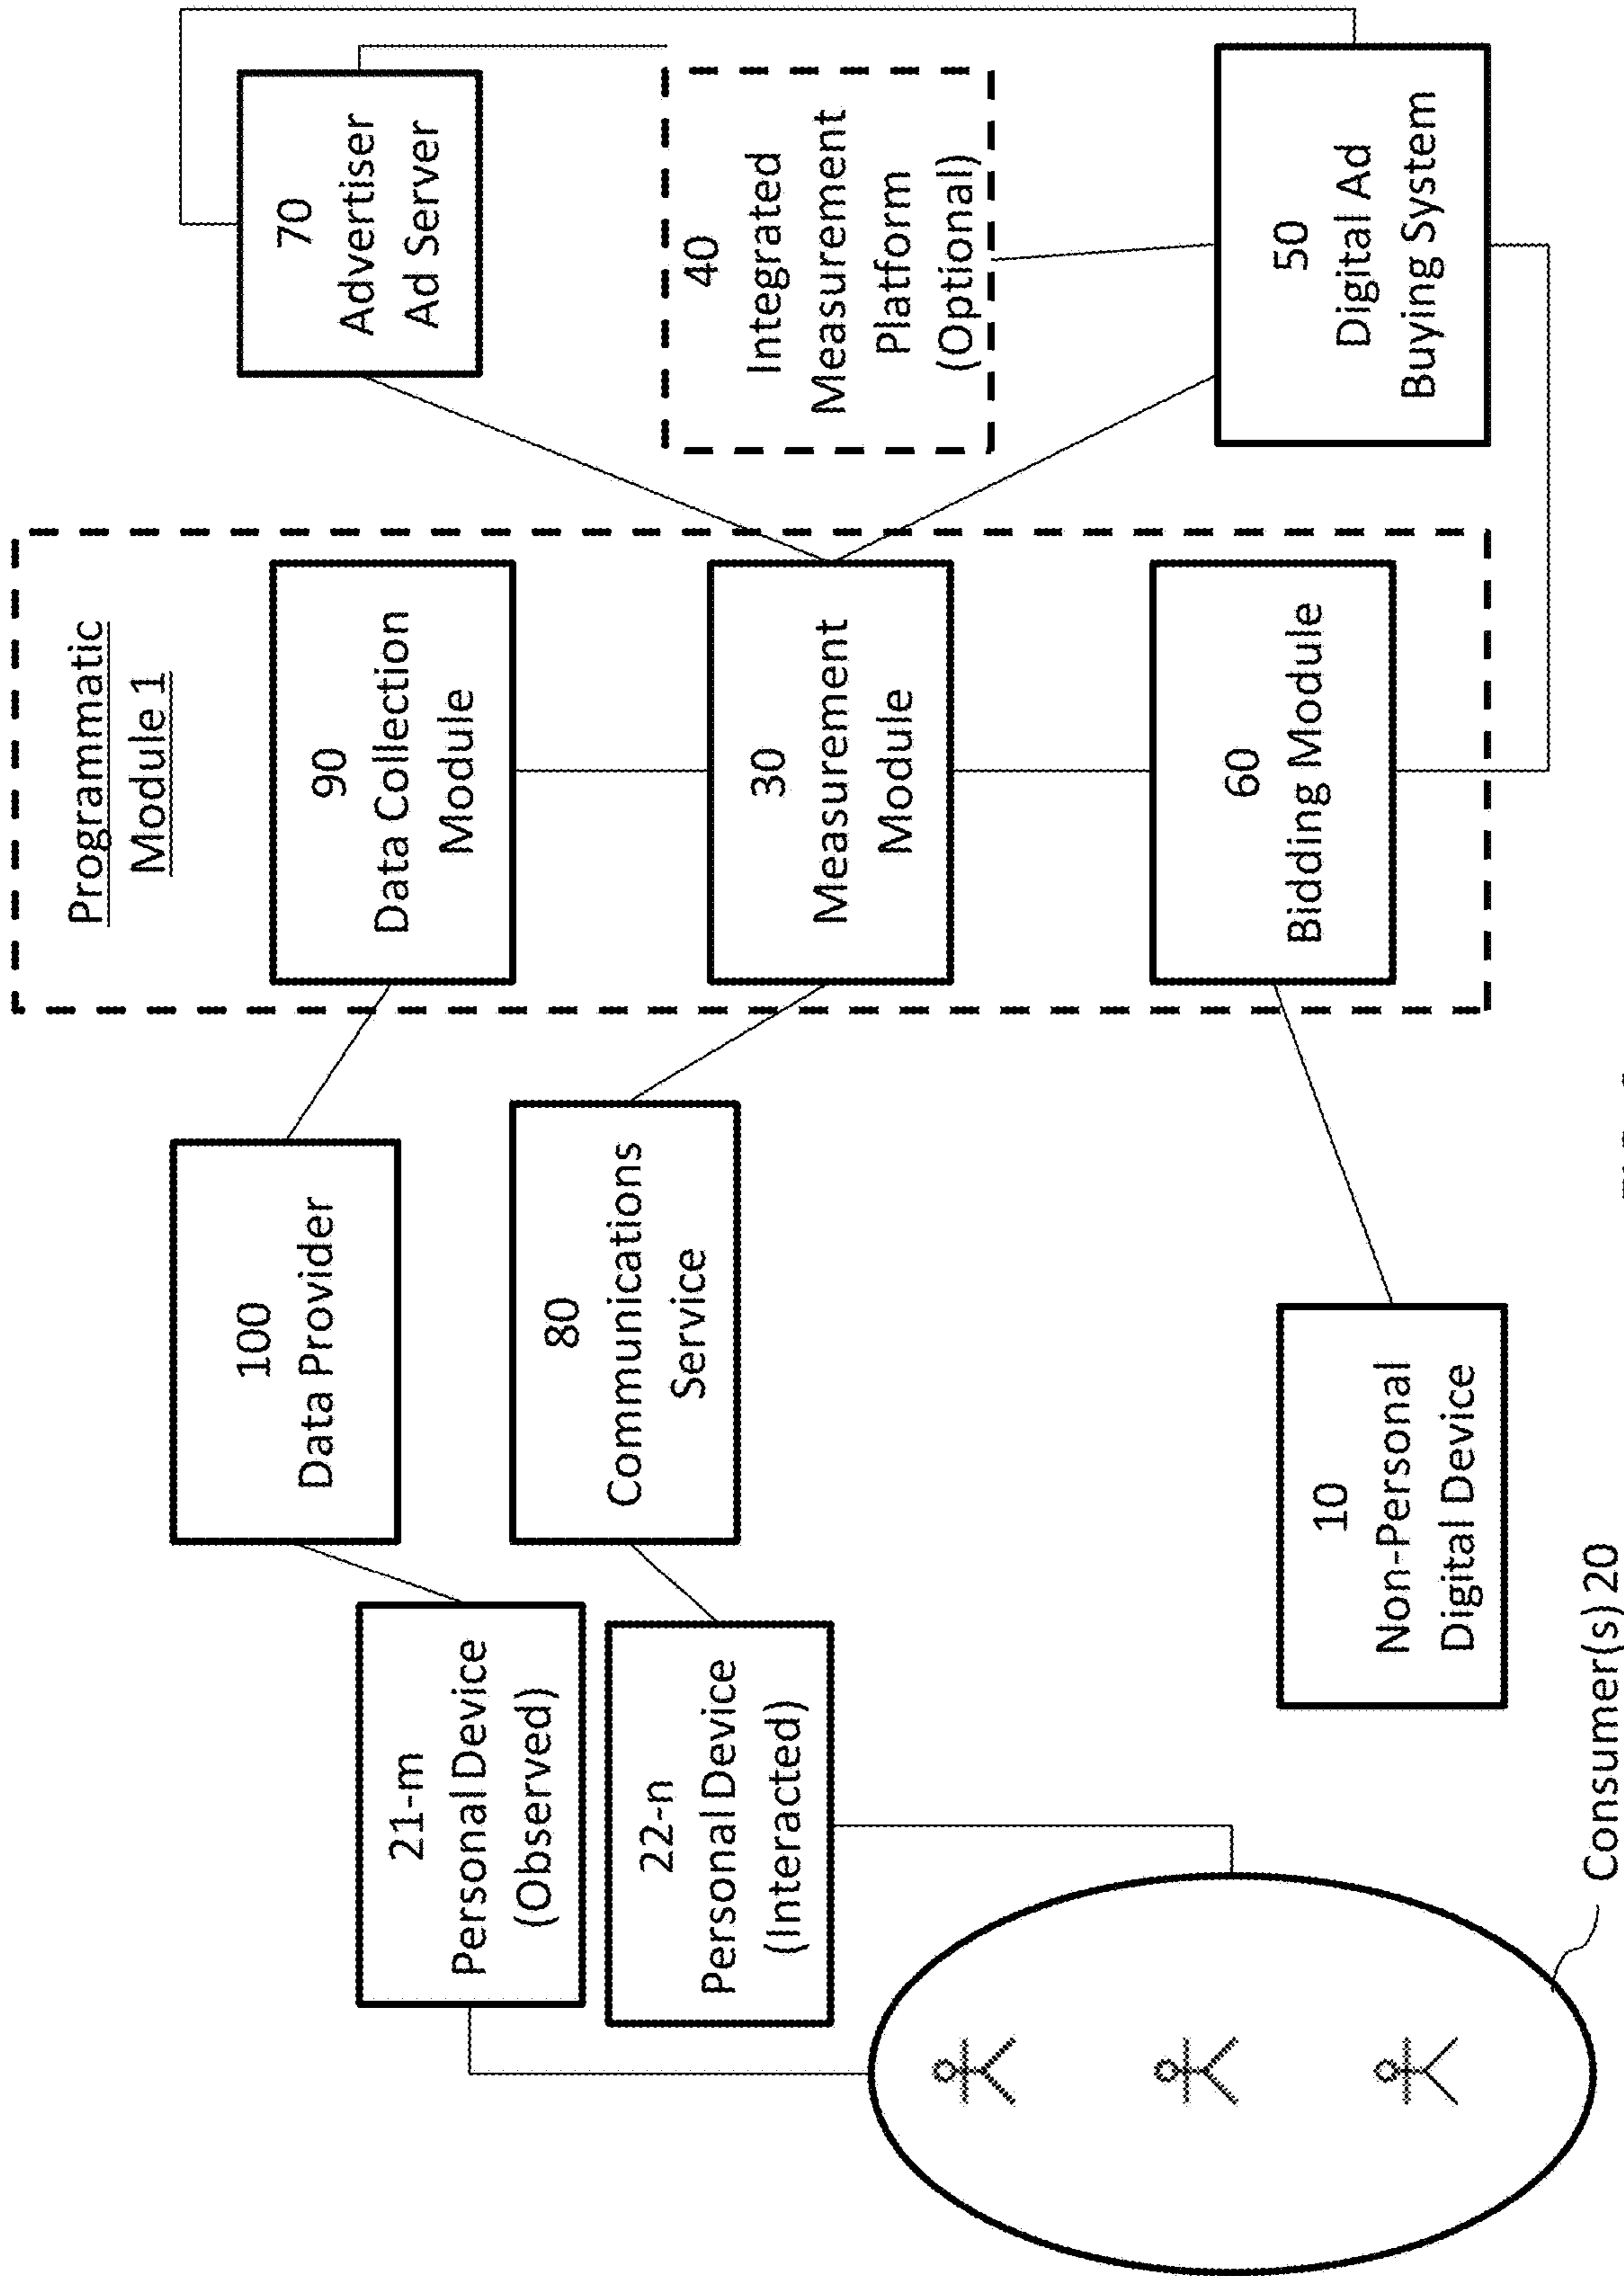 Programmatic
Module 1
90
Data Collection
Module
30
Measurement
Module
60
Bidding Module
70
Advertiser
Ad Server
40
Integrated
Measurement
Platform
(Optional)
50
Digital Ad
Buying System
100
Data Provider
80
Communications
Service
10
Non-Personal
Digital Device
21-m
Personal Device
(Observed)
22-n
Personal Device
(Interacted)
Consumer(s) 20